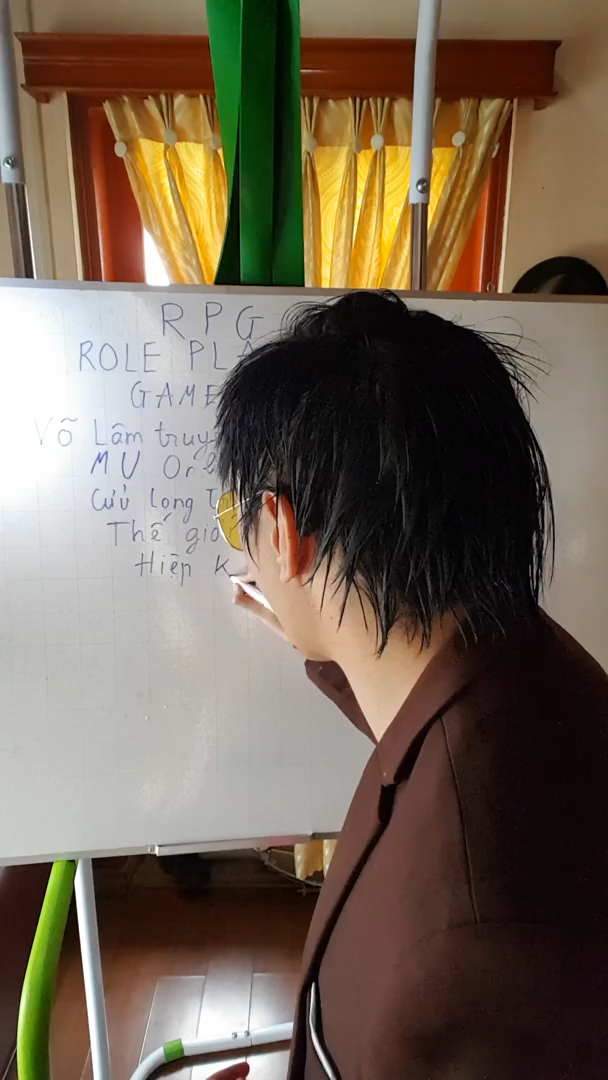 RPG
ROLE PLA
GAME
Võ Lâm truy
MU Or
Cửu Long
Thế giớ
Hiệp K